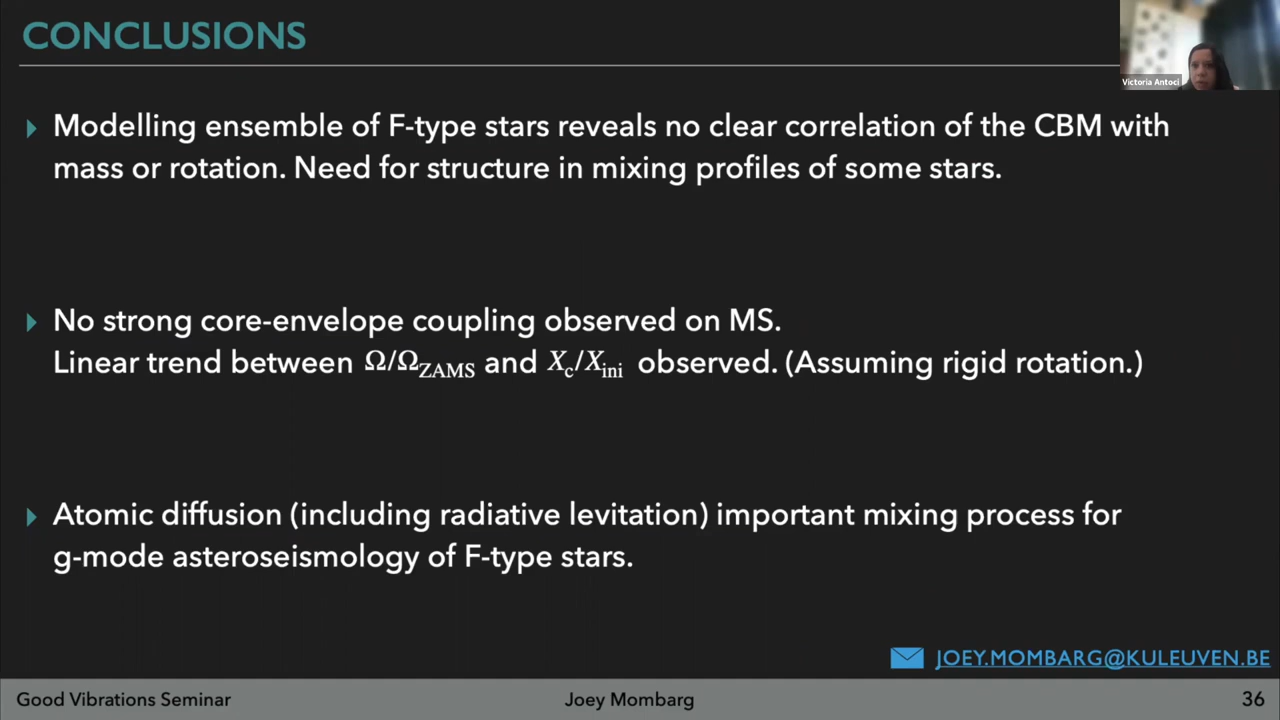 CONCLUSIONS
Victoria Antoci
Modelling ensemble of F-type stars reveals no clear correlation of the CBM with
mass or rotation. Need for structure in mixing profiles of some stars.
No strong core-envelope coupling observed on MS.
Linear trend between Ω/Ω_ZAMS and X_c/X_ini observed. (Assuming rigid rotation.)
Atomic diffusion (including radiative levitation) important mixing process for
g-mode asteroseismology of F-type stars.
JOEY.MOMBARG@KULEUVEN.BE
Good Vibrations Seminar Joey Mombarg 36